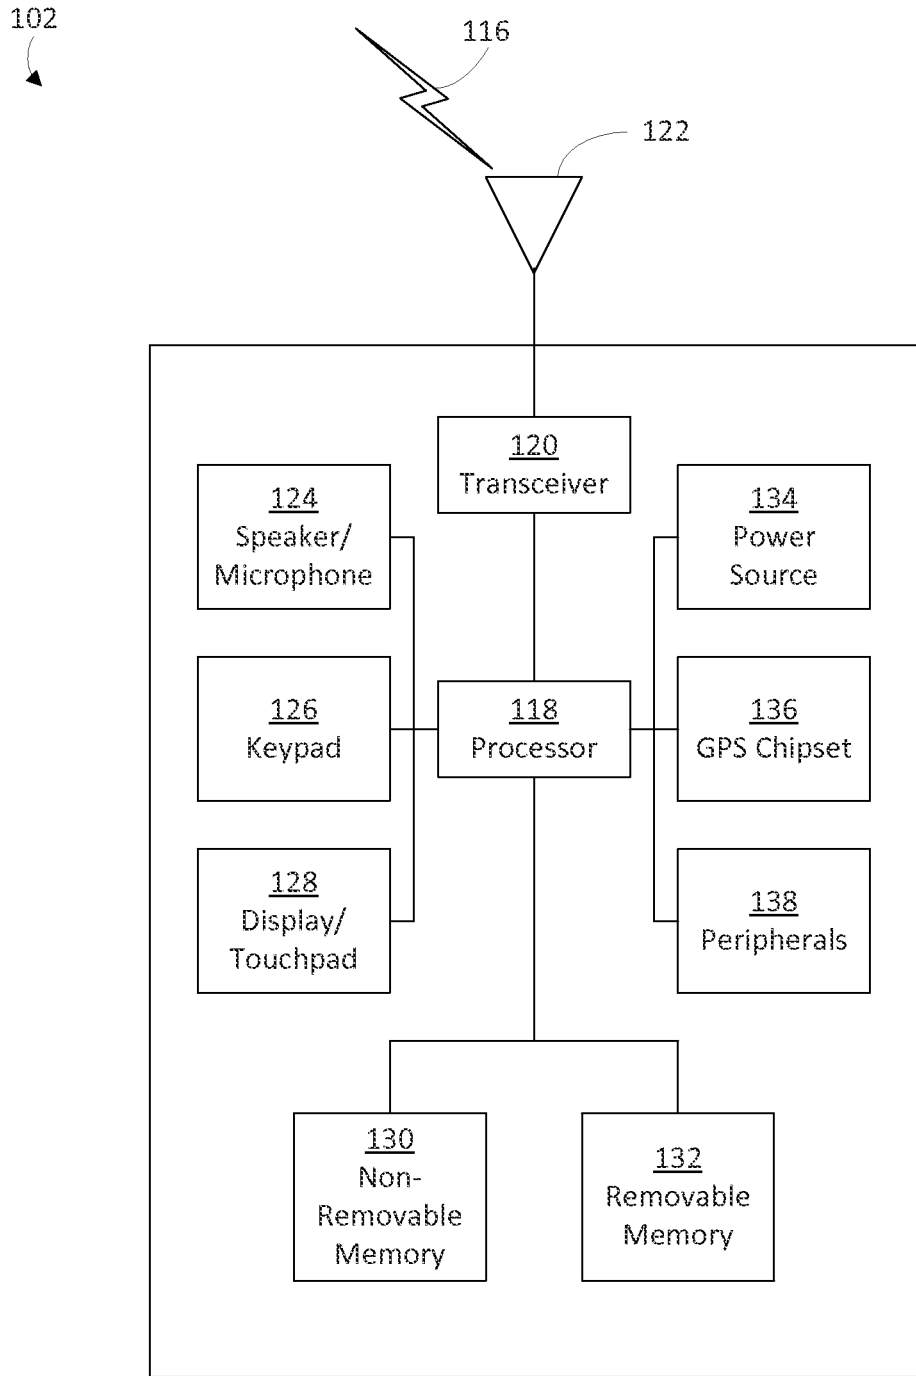 102
116
122
120
Transceiver
124
Speaker/
Microphone
134
Power
Source
126
Keypad
118
Processor
136
GPS Chipset
128
Display/
Touchpad
138
Peripherals
130
Non-
Removable
Memory
132
Removable
Memory